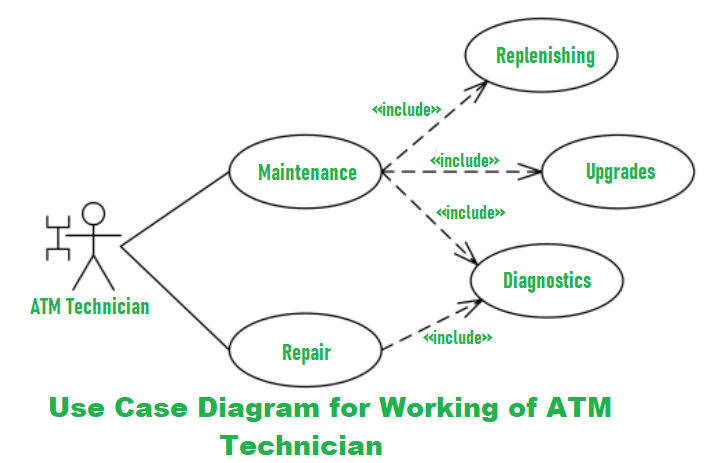 Replenishing
«include»
«include»
Maintenance
Upgrades
«include»
Diagnostics
ATM Technician
«include»
Repair
Use Case Diagram for Working of ATM
Technician